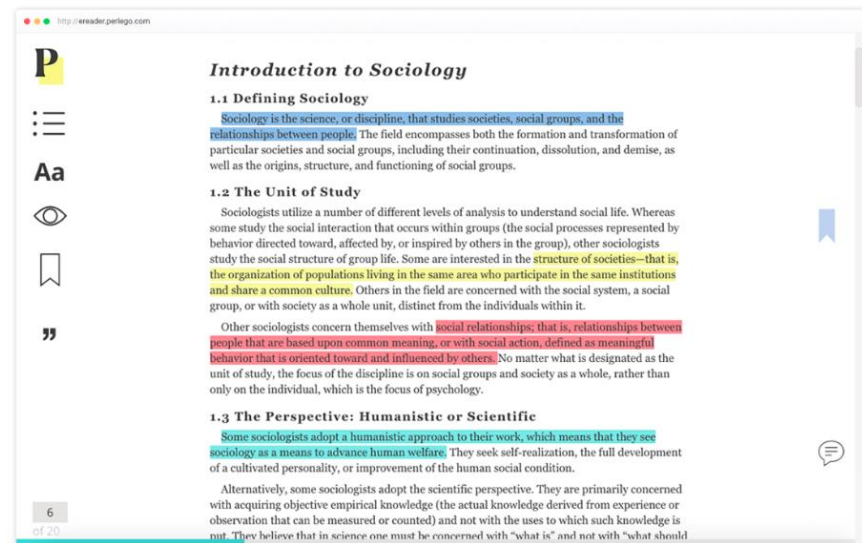 http://ereader.perlego.com
P
Introduction to Sociology
1.1 Defining Sociology
Sociology is the science, or discipline, that studies societies, social groups, and the
relationships between people. The field encompasses both the formation and transformation of
particular societies and social groups, including their continuation, dissolution, and demise, as
well as the origins, structure, and functioning of social groups.
Aa
1.2 The Unit of Study
Sociologists utilize a number of different levels of analysis to understand social life. Whereas
some study the social interaction that occurs within groups (the social processes represented by
behavior directed toward, affected by, or inspired by others in the group), other sociologists
study the social structure of group life. Some are interested in the structure of societies—that is,
the organization of populations living in the same area who participate in the same institutions
and share a common culture. Others in the field are concerned with the social system, a social
group, or with society as a whole unit, distinct from the individuals within it.
Other sociologists concern themselves with social relationships; that is, relationships between
people that are based upon common meaning, or with social action, defined as meaningful
behavior that is oriented toward and influenced by others. No matter what is designated as the
unit of study, the focus of the discipline is on social groups and society as a whole, rather than
only on the individual, which is the focus of psychology.
”
1.3 The Perspective: Humanistic or Scientific
Some sociologists adopt a humanistic approach to their work, which means that they see
sociology as a means to advance human welfare. They seek self-realization, the full development
of a cultivated personality, or improvement of the human social condition.
Alternatively, some sociologists adopt the scientific perspective. They are primarily concerned
with acquiring objective empirical knowledge (the actual knowledge derived from experience or
observation that can be measured or counted) and not with the uses to which such knowledge is
put. They believe that in science one must be concerned with “what is” and not with “what should
6
of 20